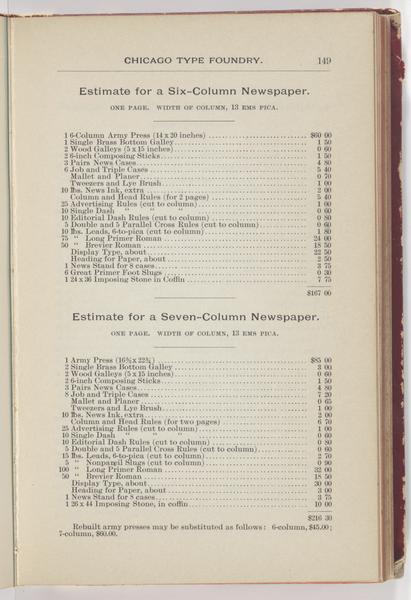 CHICAGO TYPE FOUNDRY. 149
Estimate for a Six-Column Newspaper.
ONE PAGE. WIDTH OF COLUMN, 13 EMS PICA.
1 6-Column Army Press (14 x 20 inches) $60 00
1 Single Brass Bottom Galley 1 50
2 Wood Galleys (5 x 15 inches) 0 60
2 6-inch Composing Sticks 1 50
3 Pairs News Cases 4 80
6 Job and Triple Cases 5 40
Mallet and Planer 0 70
Tweezers and Lye Brush 1 00
10 lbs. News Ink, extra 2 00
Column and Head Rules (for 2 pages) 5 40
25 Advertising Rules (cut to column) 1 00
10 Single Dash " " 0 60
10 Editorial Dash Rules (cut to column) 0 80
5 Double and 5 Parallel Cross Rules (cut to column) 0 60
10 lbs. Leads, 6-to-pica (cut to column) 1 80
75 " Long Primer Roman 24 00
50 " Brevier Roman 18 50
Display Type, about 22 50
Heading for Paper, about 2 50
1 News Stand for 8 cases 3 75
6 Great Primer Foot Slugs 0 30
1 24 x 36 Imposing Stone in Coffin 7 75
$167 00
Estimate for a Seven-Column Newspaper.
ONE PAGE. WIDTH OF COLUMN, 13 EMS PICA.
1 Army Press (16¾ x 22¾) $85 00
2 Single Brass Bottom Galley 3 00
2 Wood Galleys (5 x 15 inches) 0 60
2 6-inch Composing Sticks 1 50
3 Pairs News Cases 4 80
8 Job and Triple Cases 7 20
Mallet and Planer 0 65
Tweezers and Lye Brush 1 00
10 lbs. News Ink, extra 2 00
Column and Head Rules (for two pages) 6 70
25 Advertising Rules (cut to column) 1 00
10 Single Dash " " 0 60
10 Editorial Dash Rules (cut to column) 0 80
5 Double and 5 Parallel Cross Rules (cut to column) 0 60
15 lbs. Leads, 6-to-pica (cut to column) 2 70
5 " Nonpareil Slugs (cut to column) 0 90
100 " Long Primer Roman 32 00
50 " Brevier Roman 18 50
Display Type, about 30 00
Heading for Paper, about 3 00
1 News Stand for 8 cases 3 75
1 26 x 44 Imposing Stone, in coffin 10 00
$216 30
Rebuilt army presses may be substituted as follows: 6-column, $45.00;
7-column, $60.00.